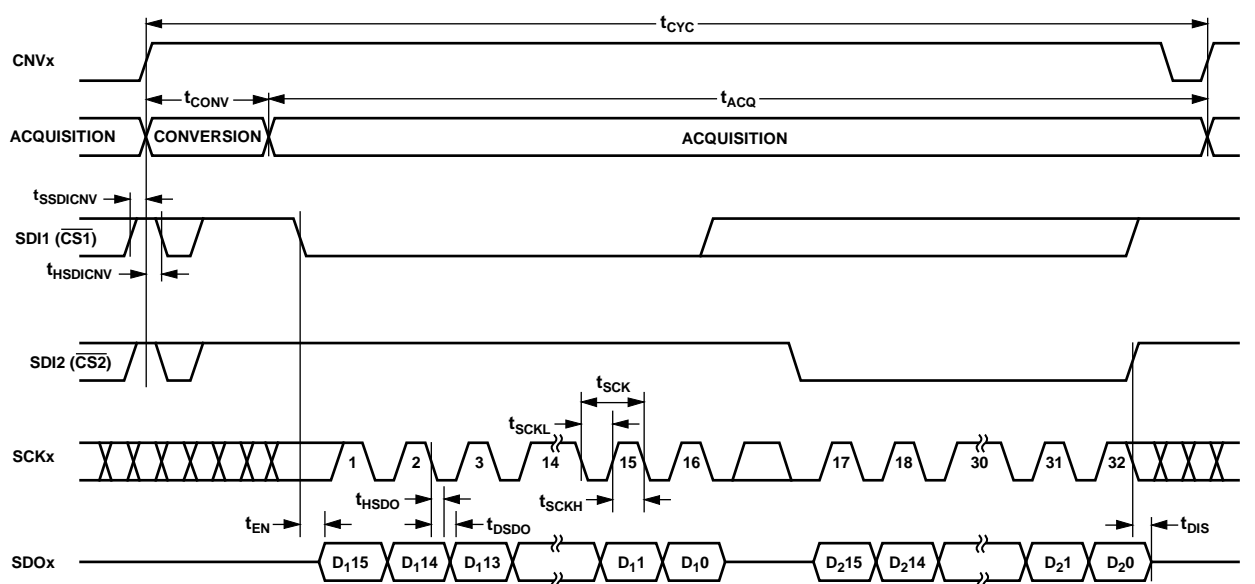 tCYC
CNVx
tCONV
tACQ
ACQUISITION CONVERSION ACQUISITION
tSSDICNV
SDI1 (CS1)
tHSDICNV
SDI2 (CS2)
tSCK
tSCKL
SCKx 1 2 3 14 15 16 17 18 30 31 32
tHSDO
tSCKH
tEN
tDSDO
tDIS
SDOx D115 D114 D113 D11 D10 D215 D214 D21 D20